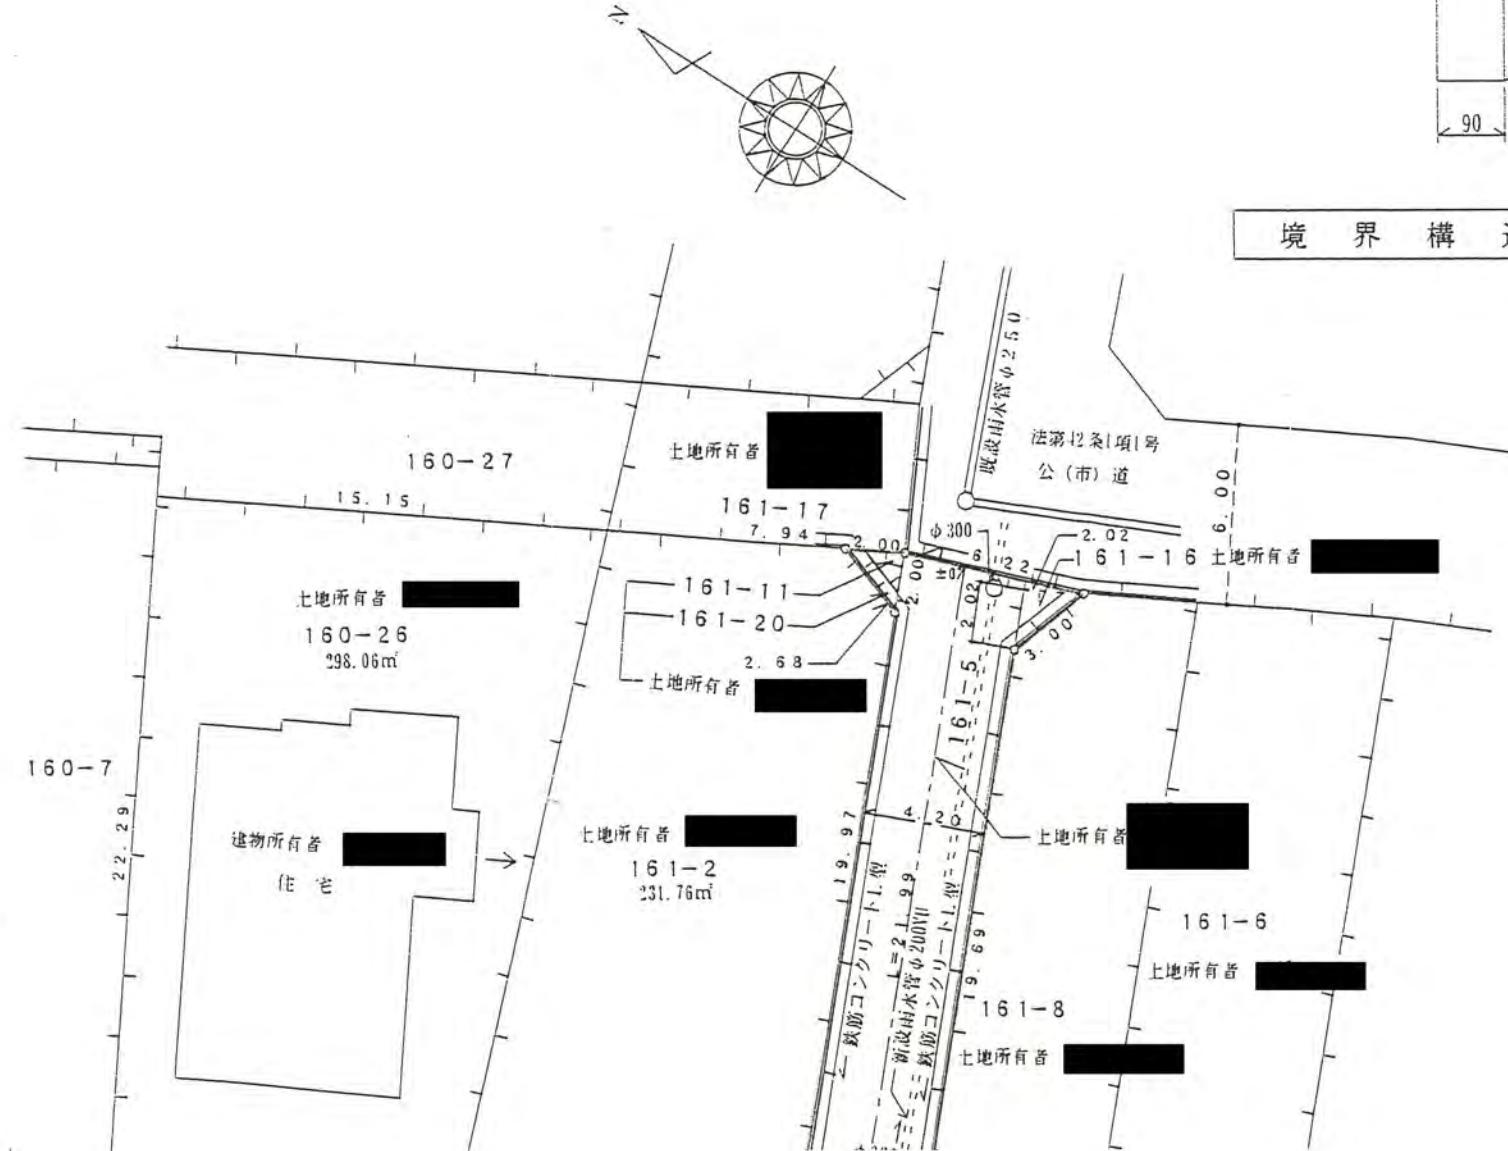 N
90
境 界 構
既設雨水管φ250
法第42条1項1号
公(市)道
6.00
土地所有者
160-27
161-17
15.15
7.94
2.00
φ300
6.22
2.02
161-16 土地所有者
±0
2.00
2.02
3.00
161-11
161-20
2.68
土地所有者
土地所有者
160-26
298.06㎡
161-5
160-7
22.29
建物所有者
住宅
土地所有者
161-2
231.76㎡
4.20
土地所有者
19.97
鉄筋コンクリートL型
L=21.99
新設雨水管φ200VU
鉄筋コンクリートL型
19.69
161-6
土地所有者
161-8
土地所有者